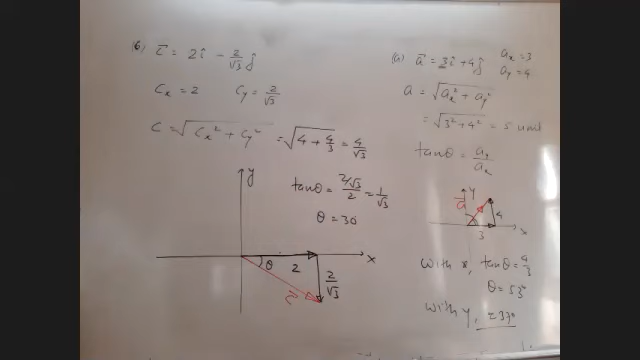 (6) c⃗ = 2î - 2/√3 ĵ
Cx = 2 Cy = 2/√3
C = √(Cx² + Cy²) = √(4 + 4/3) = 4/√3
y
tanθ = (2/√3)/2 = 1/√3
θ = 30
θ
2
x
2/√3
c⃗
(a) a⃗ = 3î + 4ĵ
ax = 3
ay = 4
a = √(ax² + ay²)
= √(3² + 4²) = 5 unit
tanθ = ay/ax
y
a⃗
4
3
x
with x, tanθ = 4/3
θ = 53°
with y, = 37°